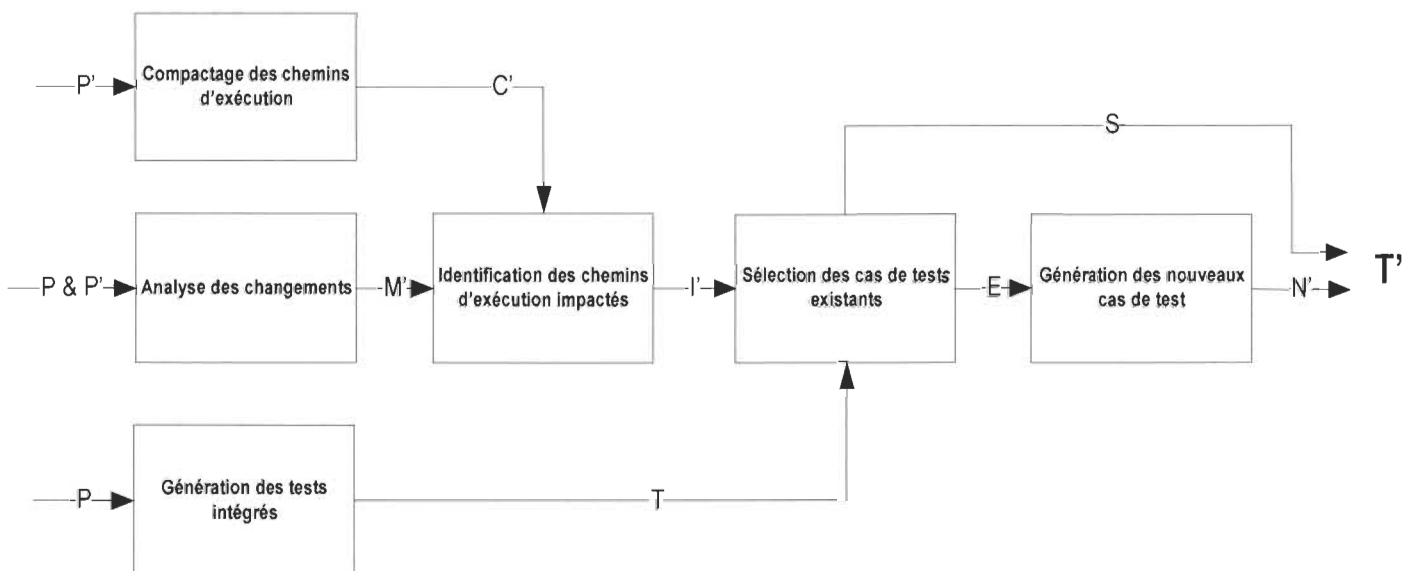 P'
Compactage des chemins
d'exécution
C'
S
P & P'
Analyse des changements
M'
Identification des chemins
d'exécution impactés
I'
Sélection des cas de tests
existants
E
Génération des nouveaux
cas de test
N'
T'
P
Génération des tests
intégrés
T